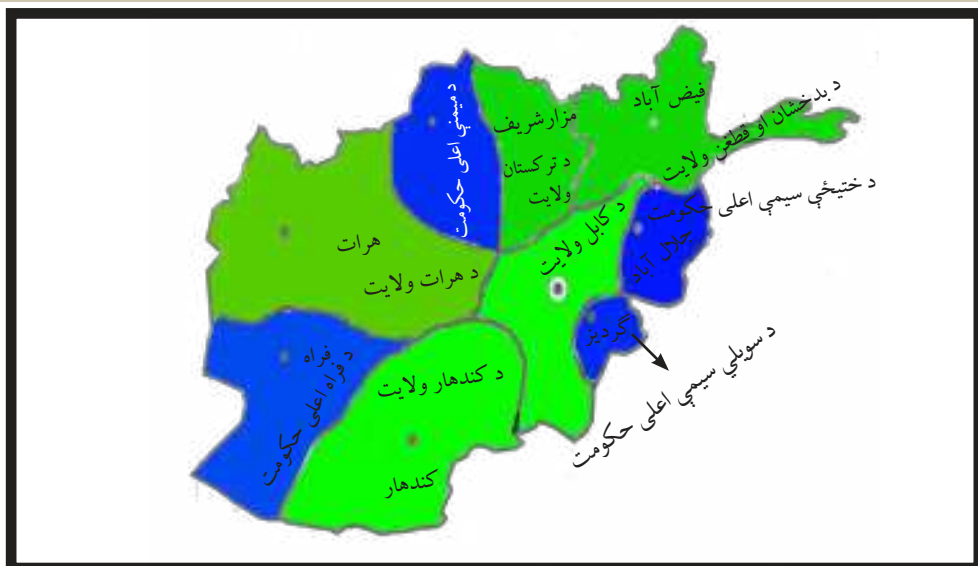 فیض آباد
د بدخشان او قطغن ولایت
مزارشریف
د ترکستان
ولایت
د میمنې اعلی حکومت
د ختیځې سیمې اعلی حکومت
جلال آباد
د کابل ولایت
هرات
د هرات ولایت
گردیز
د سویلي سیمې اعلی حکومت
فراه
د فراه اعلی حکومت
د کندهار ولایت
کندهار